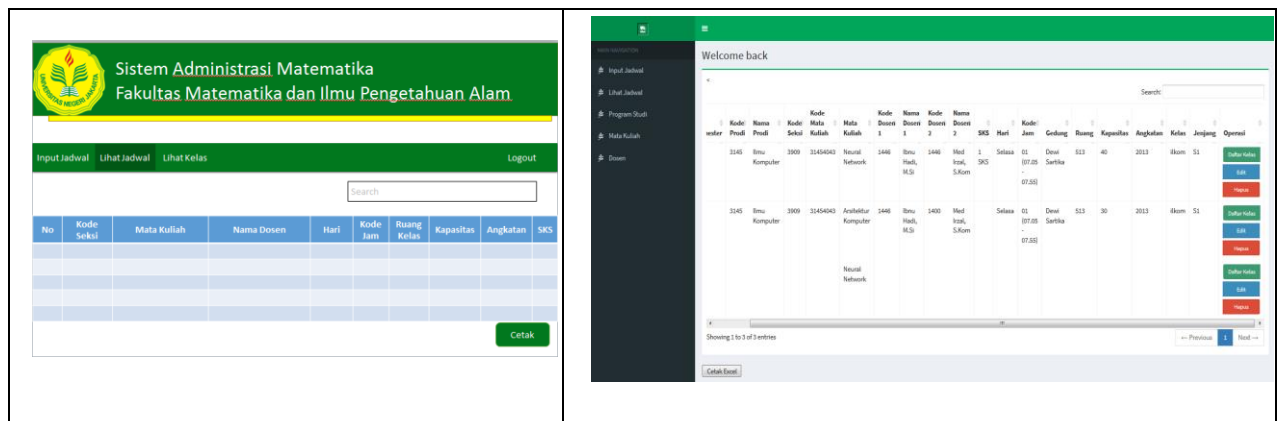 Sistem Administrasi Matematika
Fakultas Matematika dan Ilmu Pengetahuan Alam
Input Jadwal Lihat Jadwal Lihat Kelas Logout
Search
No Kode Seksi Mata Kuliah Nama Dosen Hari Kode Jam Ruang Kelas Kapasitas Angkatan SKS
Cetak
MAIN NAVIGATION
Input Jadwal
Lihat Jadwal
Program Studi
Mata Kuliah
Dosen
Welcome back
Search:
ester Kode Prodi Nama Prodi Kode Seksi Kode Mata Kuliah Mata Kuliah Kode Dosen 1 Nama Dosen 1 Kode Dosen 2 Nama Dosen 2 SKS Hari Kode Jam Gedung Ruang Kapasitas Angkatan Kelas Jenjang Operasi
3145 Ilmu Komputer 3909 31454043 Neural Network 1446 Ibnu Hadi, M.Si 1446 Med Irzal, S.Kom 1 SKS Selasa 01 (07.05 - 07.55) Dewi Sartika 513 40 2013 ilkom S1 Daftar Kelas
Edit
Hapus
3145 Ilmu Komputer 3909 31454043 Arsitektur Komputer 1446 Ibnu Hadi, M.Si 1400 Med Irzal, S.Kom Selasa 01 (07.05 - 07.55) Dewi Sartika 513 30 2013 ilkom S1 Daftar Kelas
Edit
Hapus
Neural Network Daftar Kelas
Edit
Hapus
Showing 1 to 3 of 3 entries
← Previous 1 Next →
Cetak Excel